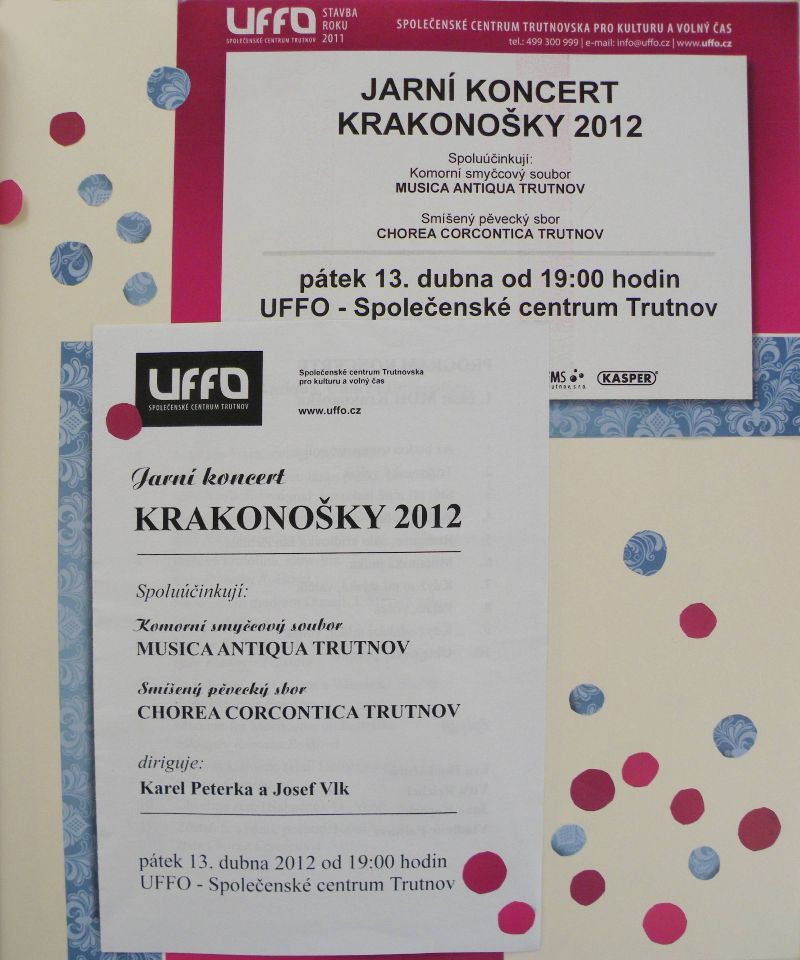 UFFO
STAVBA
ROKU
2011
SPOLEČENSKÉ CENTRUM TRUTNOV
SPOLEČENSKÉ CENTRUM TRUTNOVSKA PRO KULTURU A VOLNÝ ČAS
tel.: 499 300 999 | e-mail: info@uffo.cz | www.uffo.cz
JARNÍ KONCERT
KRAKONOŠKY 2012
Spoluúčinkují:
Komorní smyčcový soubor
MUSICA ANTIQUA TRUTNOV
Smíšený pěvecký sbor
CHOREA CORCONTICA TRUTNOV
pátek 13. dubna od 19:00 hodin
UFFO - Společenské centrum Trutnov
KASPER
UFFO
SPOLEČENSKÉ CENTRUM TRUTNOV
Společenské centrum Trutnovska
pro kulturu a volný čas
www.uffo.cz
Jarní koncert
KRAKONOŠKY 2012
Spoluúčinkují:
Komorní smyčcový soubor
MUSICA ANTIQUA TRUTNOV
Smíšený pěvecký sbor
CHOREA CORCONTICA TRUTNOV
diriguje:
Karel Peterka a Josef Vlk
pátek 13. dubna 2012 od 19:00 hodin
UFFO - Společenské centrum Trutnov